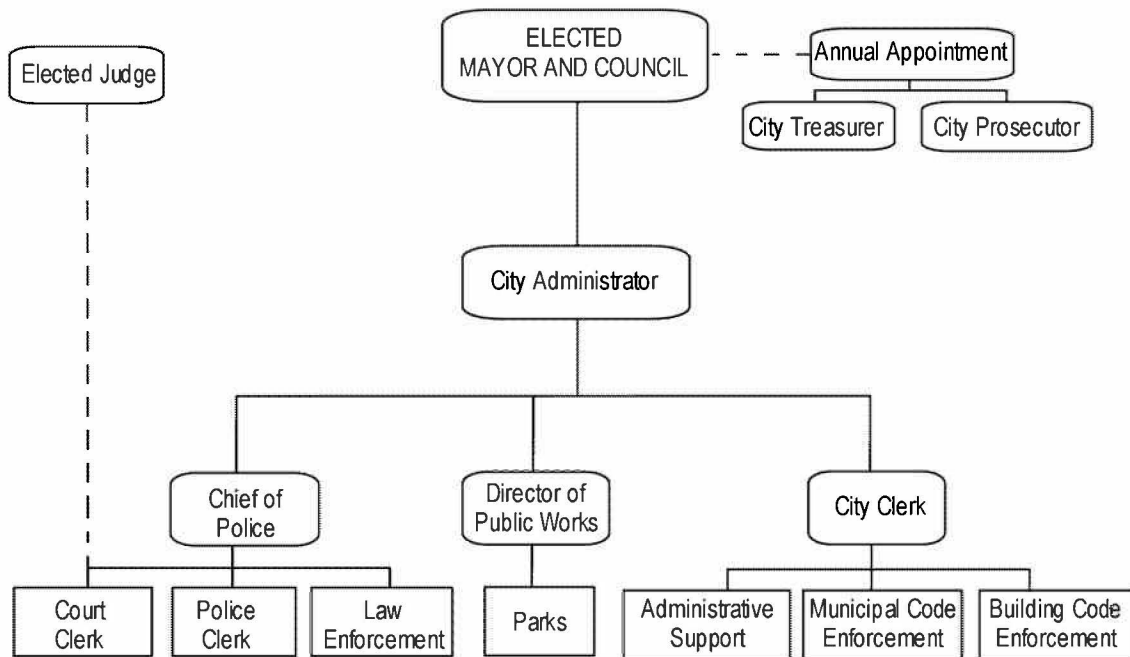 ELECTED
MAYOR AND COUNCIL
Annual Appointment
Elected Judge
City Treasurer
City Prosecutor
City Administrator
Chief of
Police
Director of
Public Works
City Clerk
Court
Clerk
Police
Clerk
Law
Enforcement
Parks
Administrative
Support
Municipal Code
Enforcement
Building Code
Enforcement